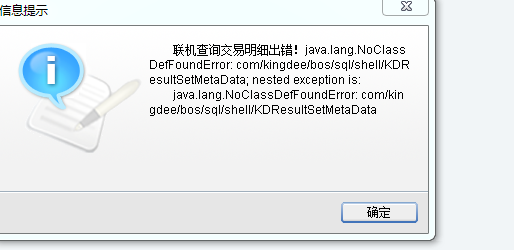 信息提示
联机查询交易明细出错！java.lang.NoClass
DefFoundError: com/kingdee/bos/sql/shell/KDR
esultSetMetaData; nested exception is:
java.lang.NoClassDefFoundError: com/kin
gdee/bos/sql/shell/KDResultSetMetaData
确定